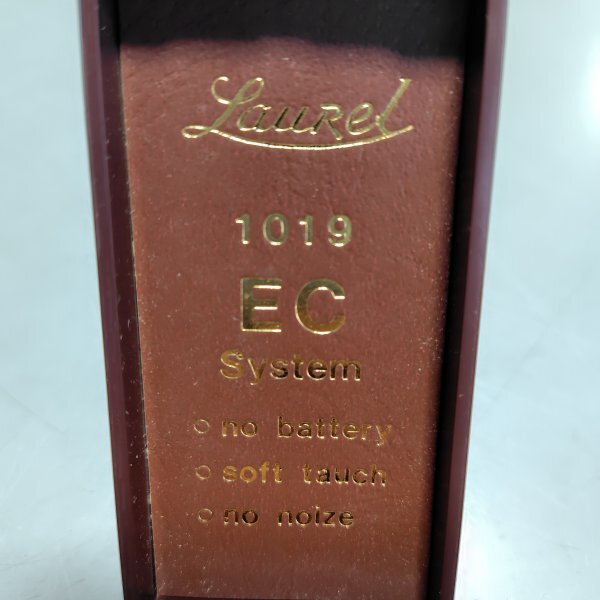 Laurel
1019
EC
System
○ no battery
○ soft tauch
○ no noize